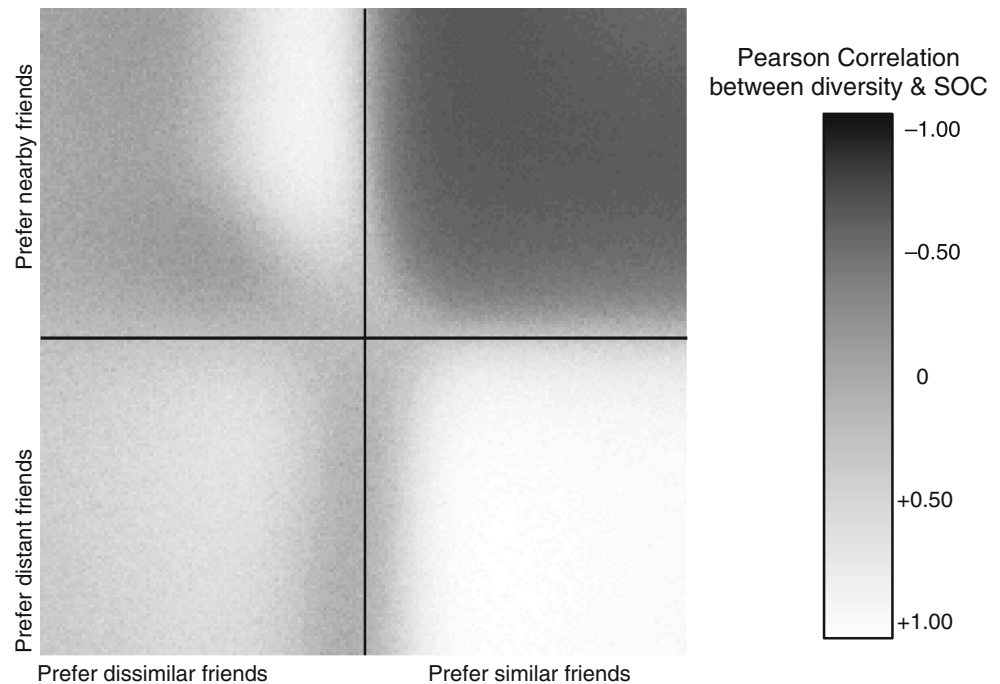 Prefer nearby friends
Prefer distant friends
Prefer dissimilar friends
Prefer similar friends
Pearson Correlation
between diversity & SOC
–1.00
–0.50
0
+0.50
+1.00